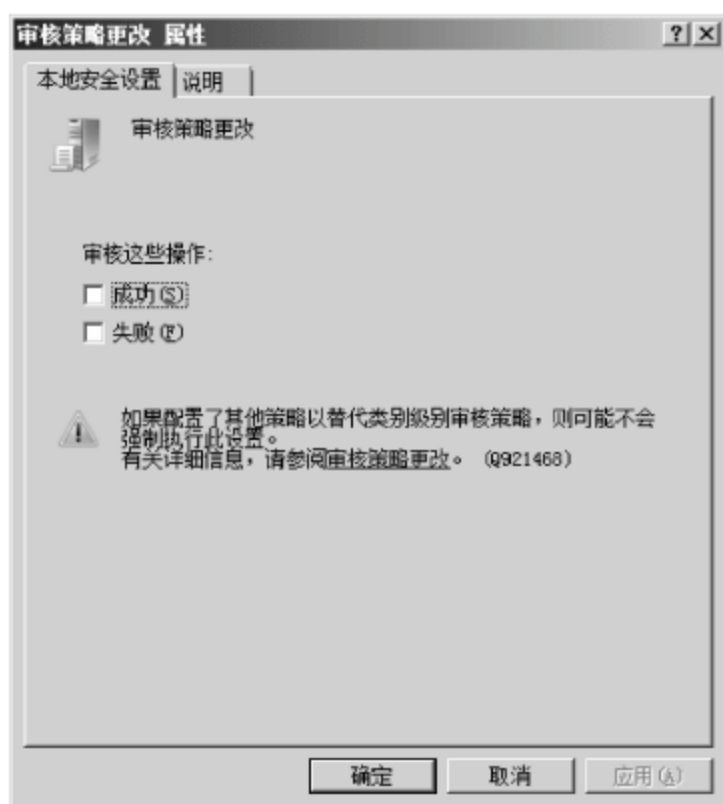 审核策略更改 属性
本地安全设置 说明
审核策略更改
审核这些操作:
成功(S)
失败(F)
如果配置了其他策略以替代类别级别审核策略，则可能不会
强制执行此设置。
有关详细信息，请参阅审核策略更改。 (Q921468)
确定 取消 应用(A)